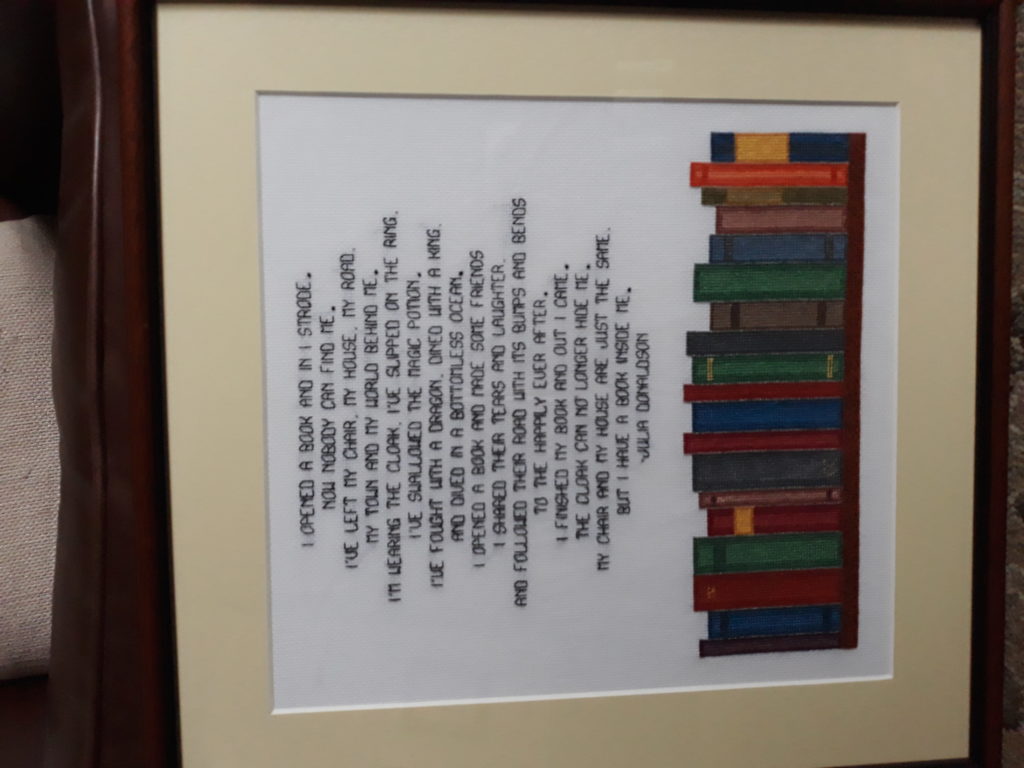 I OPENED A BOOK AND IN I STRODE.
NOW NOBODY CAN FIND ME.
I'VE LEFT MY CHAIR, MY HOUSE, MY ROAD,
MY TOWN AND MY WORLD BEHIND ME.
I'M WEARING THE CLOAK, I'VE SLIPPED ON THE RING,
I'VE SWALLOWED THE MAGIC POTION.
I'VE FOUGHT WITH A DRAGON, DINED WITH A KING,
AND DIVED IN A BOTTOMLESS OCEAN.
I OPENED A BOOK AND MADE SOME FRIENDS
I SHARED THEIR TEARS AND LAUGHTER.
AND FOLLOWED THEIR ROAD WITH ITS BUMPS AND BENDS
TO THE HAPPILY EVER AFTER.
I FINISHED MY BOOK AND OUT I CAME.
THE CLOAK CAN NO LONGER HIDE ME.
MY CHAIR AND MY HOUSE ARE JUST THE SAME,
BUT I HAVE A BOOK INSIDE ME.
~JULIA DONALDSON